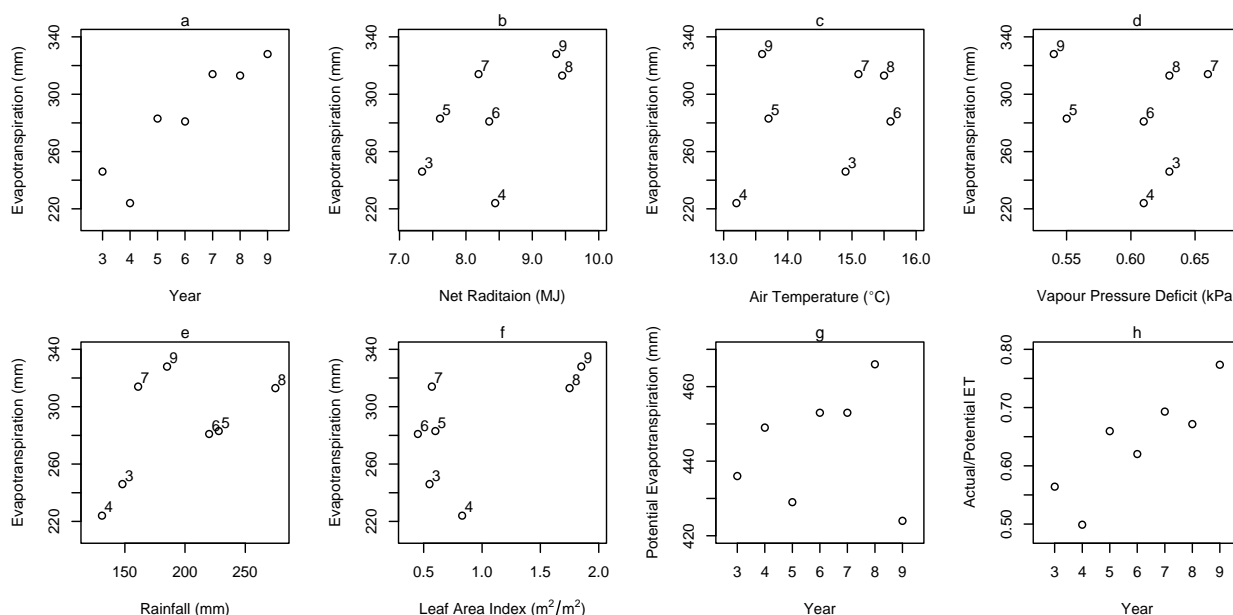 a
Evapotranspiration (mm)
340
300
260
220
3 4 5 6 7 8 9
Year
b
Evapotranspiration (mm)
340
300
260
220
9
8
7
5
6
3
4
7.0 8.0 9.0 10.0
Net Raditaion (MJ)
c
Evapotranspiration (mm)
340
300
260
220
9
7 8
5
6
3
4
13.0 14.0 15.0 16.0
Air Temperature (°C)
d
Evapotranspiration (mm)
340
300
260
220
9
8 7
5
6
3
4
0.55 0.60 0.65
Vapour Pressure Deficit (kPa
e
Evapotranspiration (mm)
340
300
260
220
9
7
8
6 5
3
4
150 200 250
Rainfall (mm)
f
Evapotranspiration (mm)
340
300
260
220
9
7
8
6 5
3
4
0.5 1.0 1.5 2.0
Leaf Area Index (m²/m²)
g
Potential Evapotranspiration (mm)
460
440
420
3 4 5 6 7 8 9
Year
h
Actual/Potential ET
0.80
0.70
0.60
0.50
3 4 5 6 7 8 9
Year